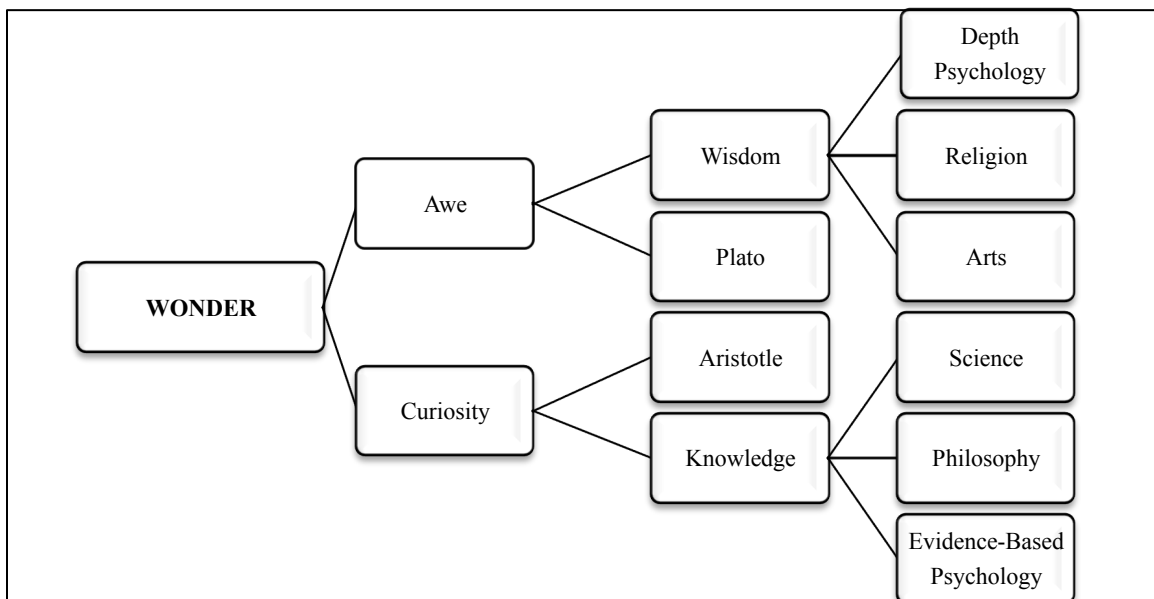 WONDER
Awe
Curiosity
Wisdom
Plato
Aristotle
Knowledge
Depth
Psychology
Religion
Arts
Science
Philosophy
Evidence-Based
Psychology